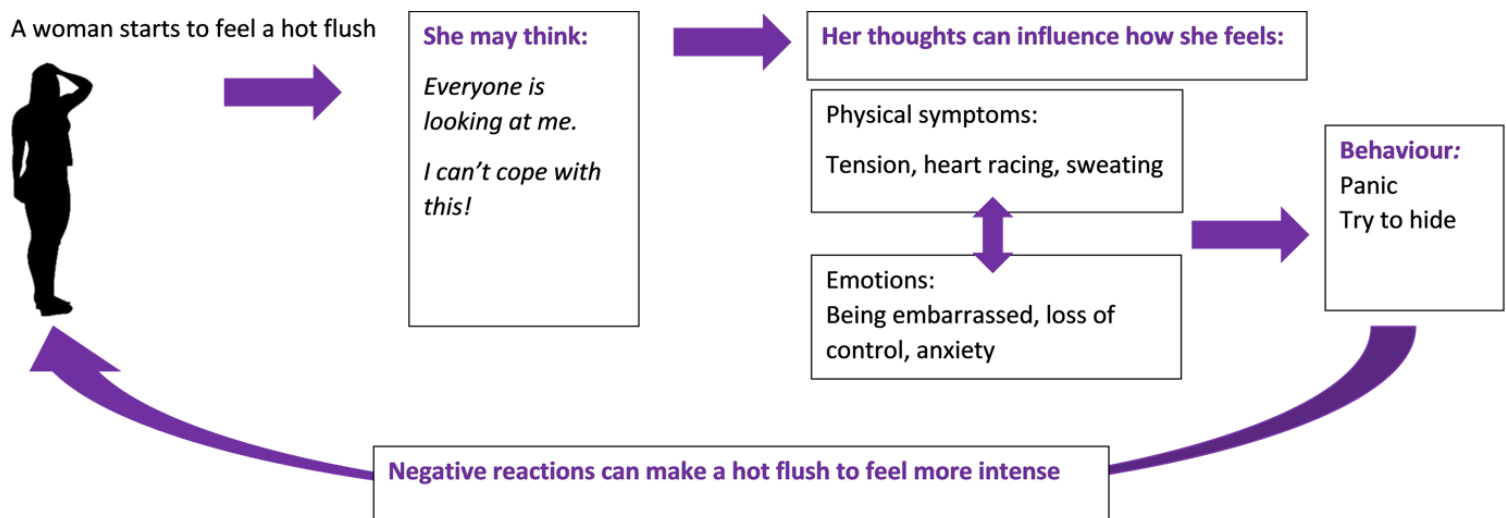 A woman starts to feel a hot flush
She may think:
Everyone is
looking at me.
I can’t cope with
this!
Her thoughts can influence how she feels:
Physical symptoms:
Tension, heart racing, sweating
Emotions:
Being embarrassed, loss of
control, anxiety
Behaviour:
Panic
Try to hide
Negative reactions can make a hot flush to feel more intense